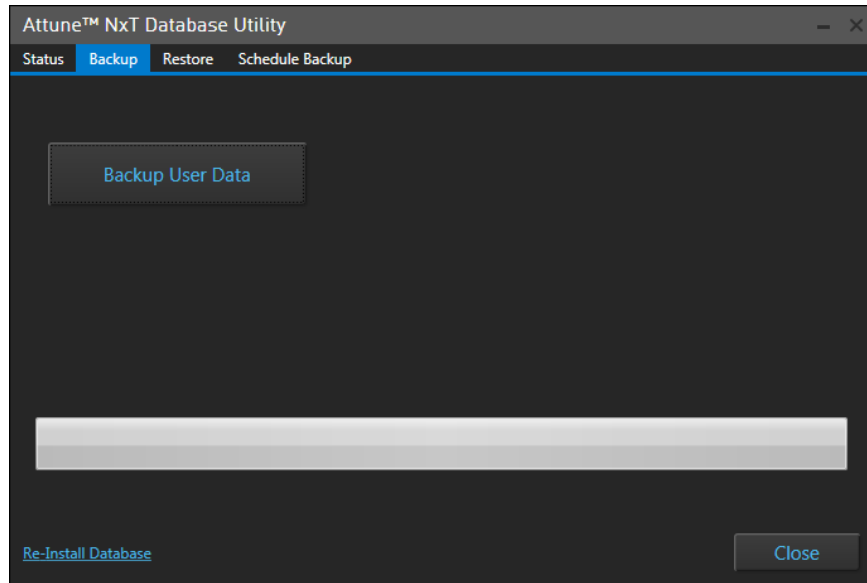 Attune™ NxT Database Utility
Status Backup Restore Schedule Backup
Backup User Data
Re-Install Database
Close